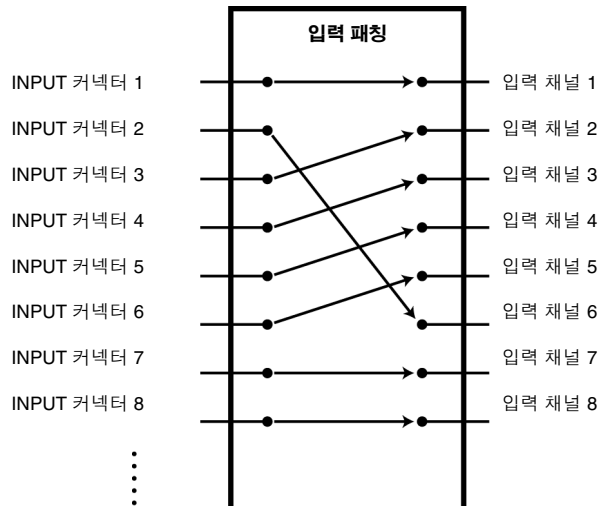 입력 패칭
INPUT 커넥터 1
입력 채널 1
INPUT 커넥터 2
입력 채널 2
INPUT 커넥터 3
입력 채널 3
INPUT 커넥터 4
입력 채널 4
INPUT 커넥터 5
입력 채널 5
INPUT 커넥터 6
입력 채널 6
INPUT 커넥터 7
입력 채널 7
INPUT 커넥터 8
입력 채널 8